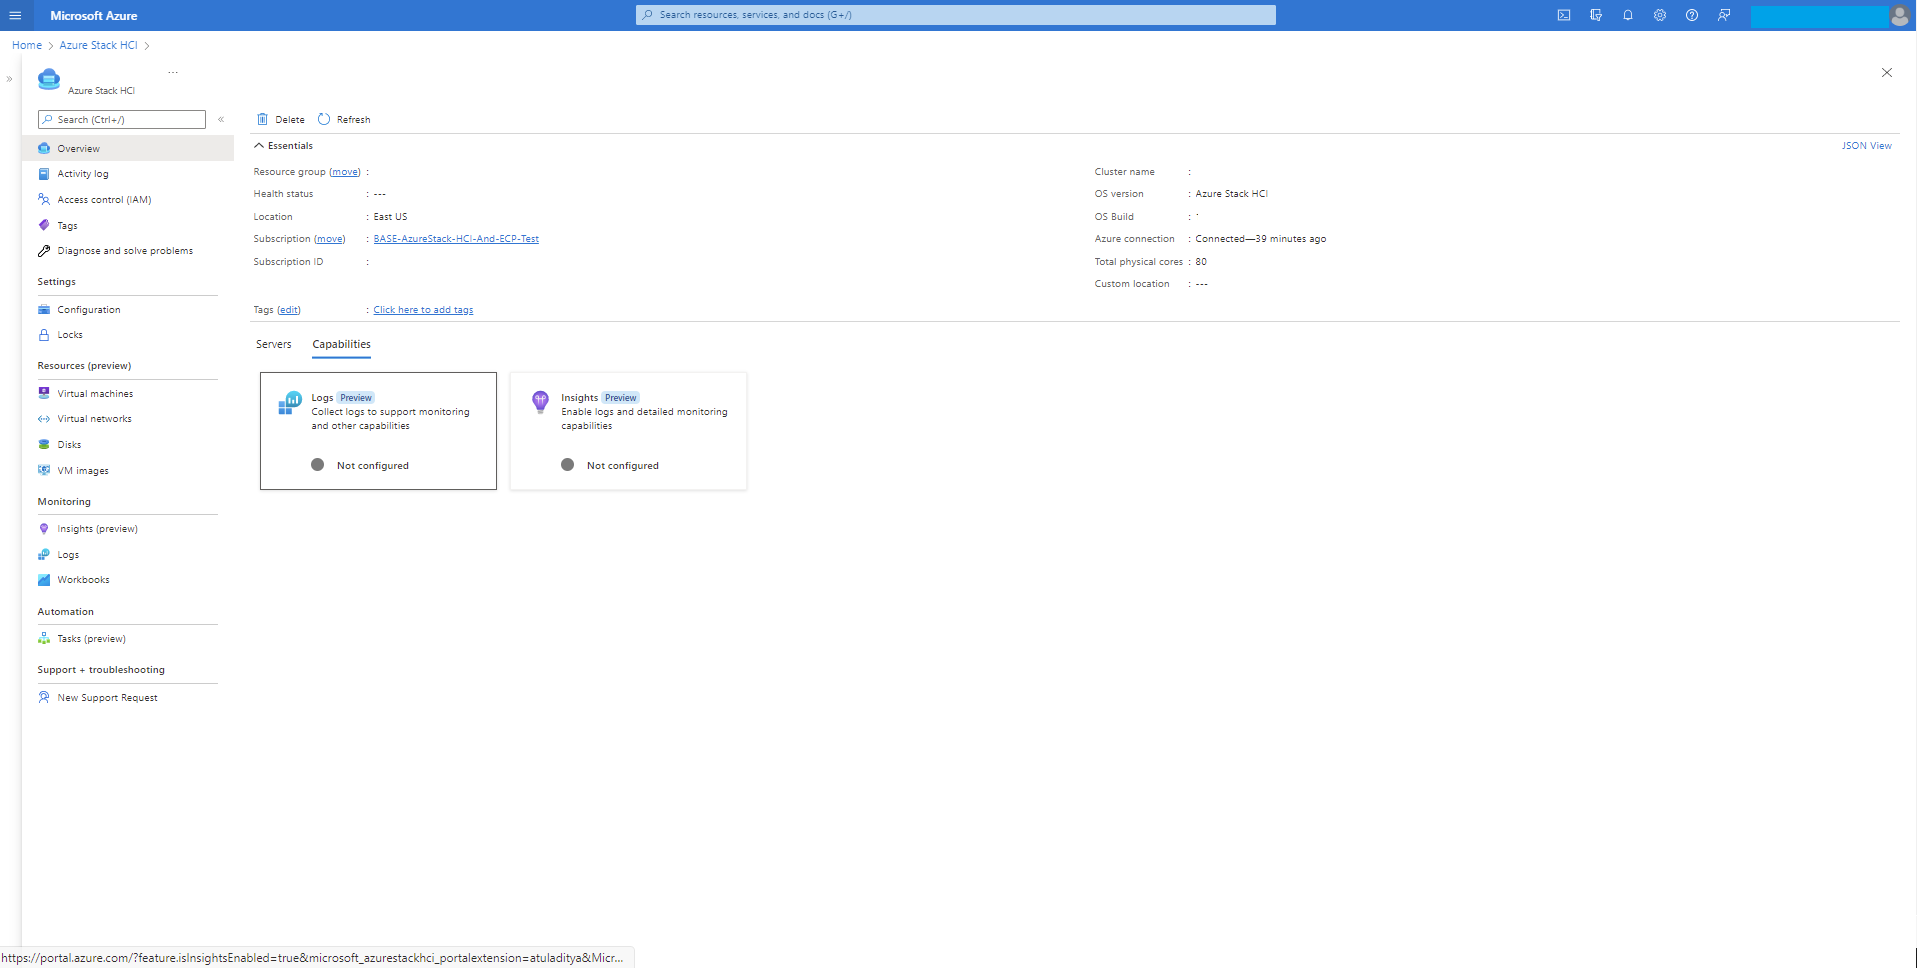 Microsoft Azure
Search resources, services, and docs (G+/)
Home > Azure Stack HCI >
...
Azure Stack HCI
Search (Ctrl+/)
Overview
Activity log
Access control (IAM)
Tags
Diagnose and solve problems
Settings
Configuration
Locks
Resources (preview)
Virtual machines
Virtual networks
Disks
VM images
Monitoring
Insights (preview)
Logs
Workbooks
Automation
Tasks (preview)
Support + troubleshooting
New Support Request
Delete Refresh
Essentials
JSON View
Resource group (move) :
Health status : ---
Location : East US
Subscription (move) : BASE-AzureStack-HCI-And-ECP-Test
Subscription ID :
Tags (edit) : Click here to add tags
Cluster name :
OS version : Azure Stack HCI
OS Build :
Azure connection : Connected—39 minutes ago
Total physical cores : 80
Custom location : ---
Servers Capabilities
Logs Preview
Collect logs to support monitoring
and other capabilities
Not configured
Insights Preview
Enable logs and detailed monitoring
capabilities
Not configured
https://portal.azure.com/?feature.isInsightsEnabled=true&microsoft_azurestackhci_portalextension=atuladitya&Micr...